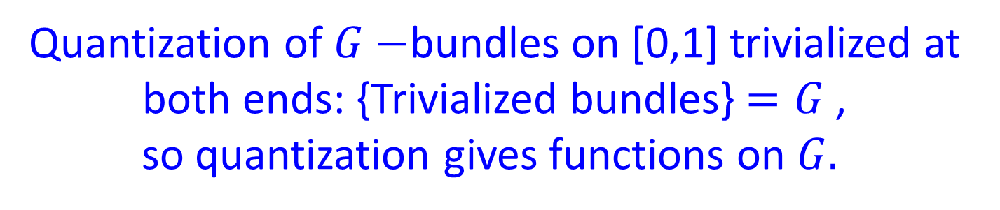 Quantization of G −bundles on [0,1] trivialized at
both ends: {Trivialized bundles} = G ,
so quantization gives functions on G.